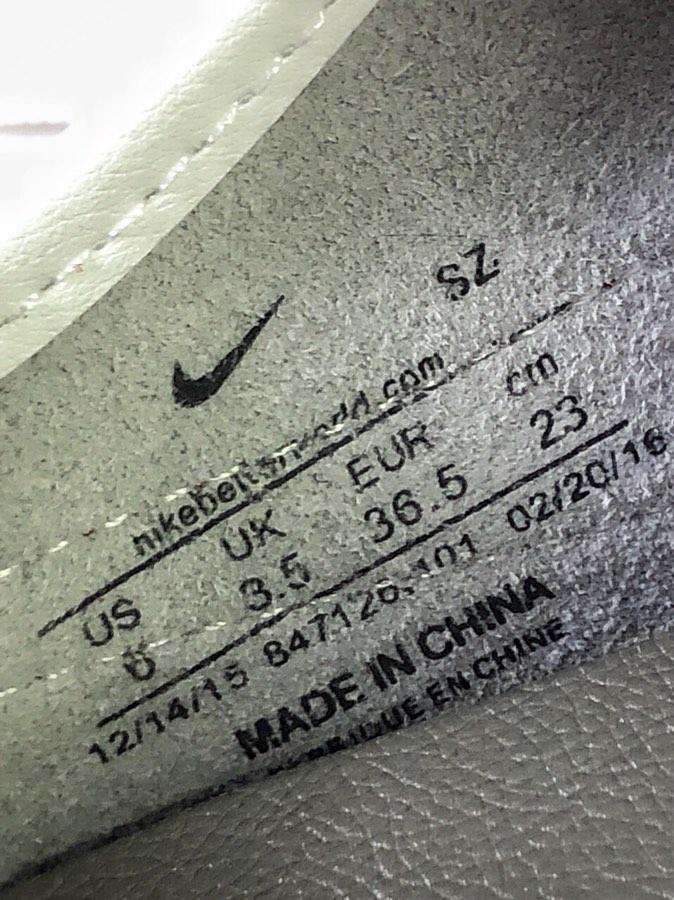 SZ
nikebetterworld.com
US UK EUR cm
6 3.5 36.5 23
12/14/15 847120-101 02/20/16
MADE IN CHINA
FABRIQUE EN CHINE